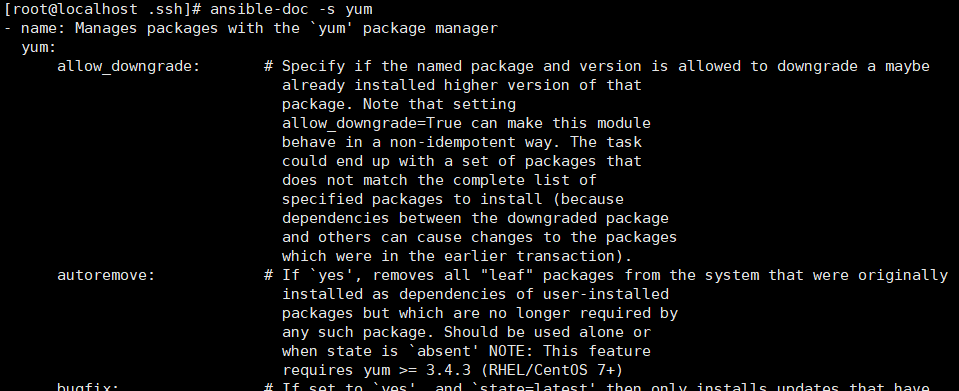 [root@localhost .ssh]# ansible-doc -s yum
- name: Manages packages with the `yum' package manager
  yum:
      allow_downgrade:       # Specify if the named package and version is allowed to downgrade a maybe
                               already installed higher version of that
                               package. Note that setting
                               allow_downgrade=True can make this module
                               behave in a non-idempotent way. The task
                               could end up with a set of packages that
                               does not match the complete list of
                               specified packages to install (because
                               dependencies between the downgraded package
                               and others can cause changes to the packages
                               which were in the earlier transaction).
      autoremove:            # If `yes', removes all "leaf" packages from the system that were originally
                               installed as dependencies of user-installed
                               packages but which are no longer required by
                               any such package. Should be used alone or
                               when state is `absent' NOTE: This feature
                               requires yum >= 3.4.3 (RHEL/CentOS 7+)
      bugfix:                # If set to `yes', and `state=latest' then only installs updates that have